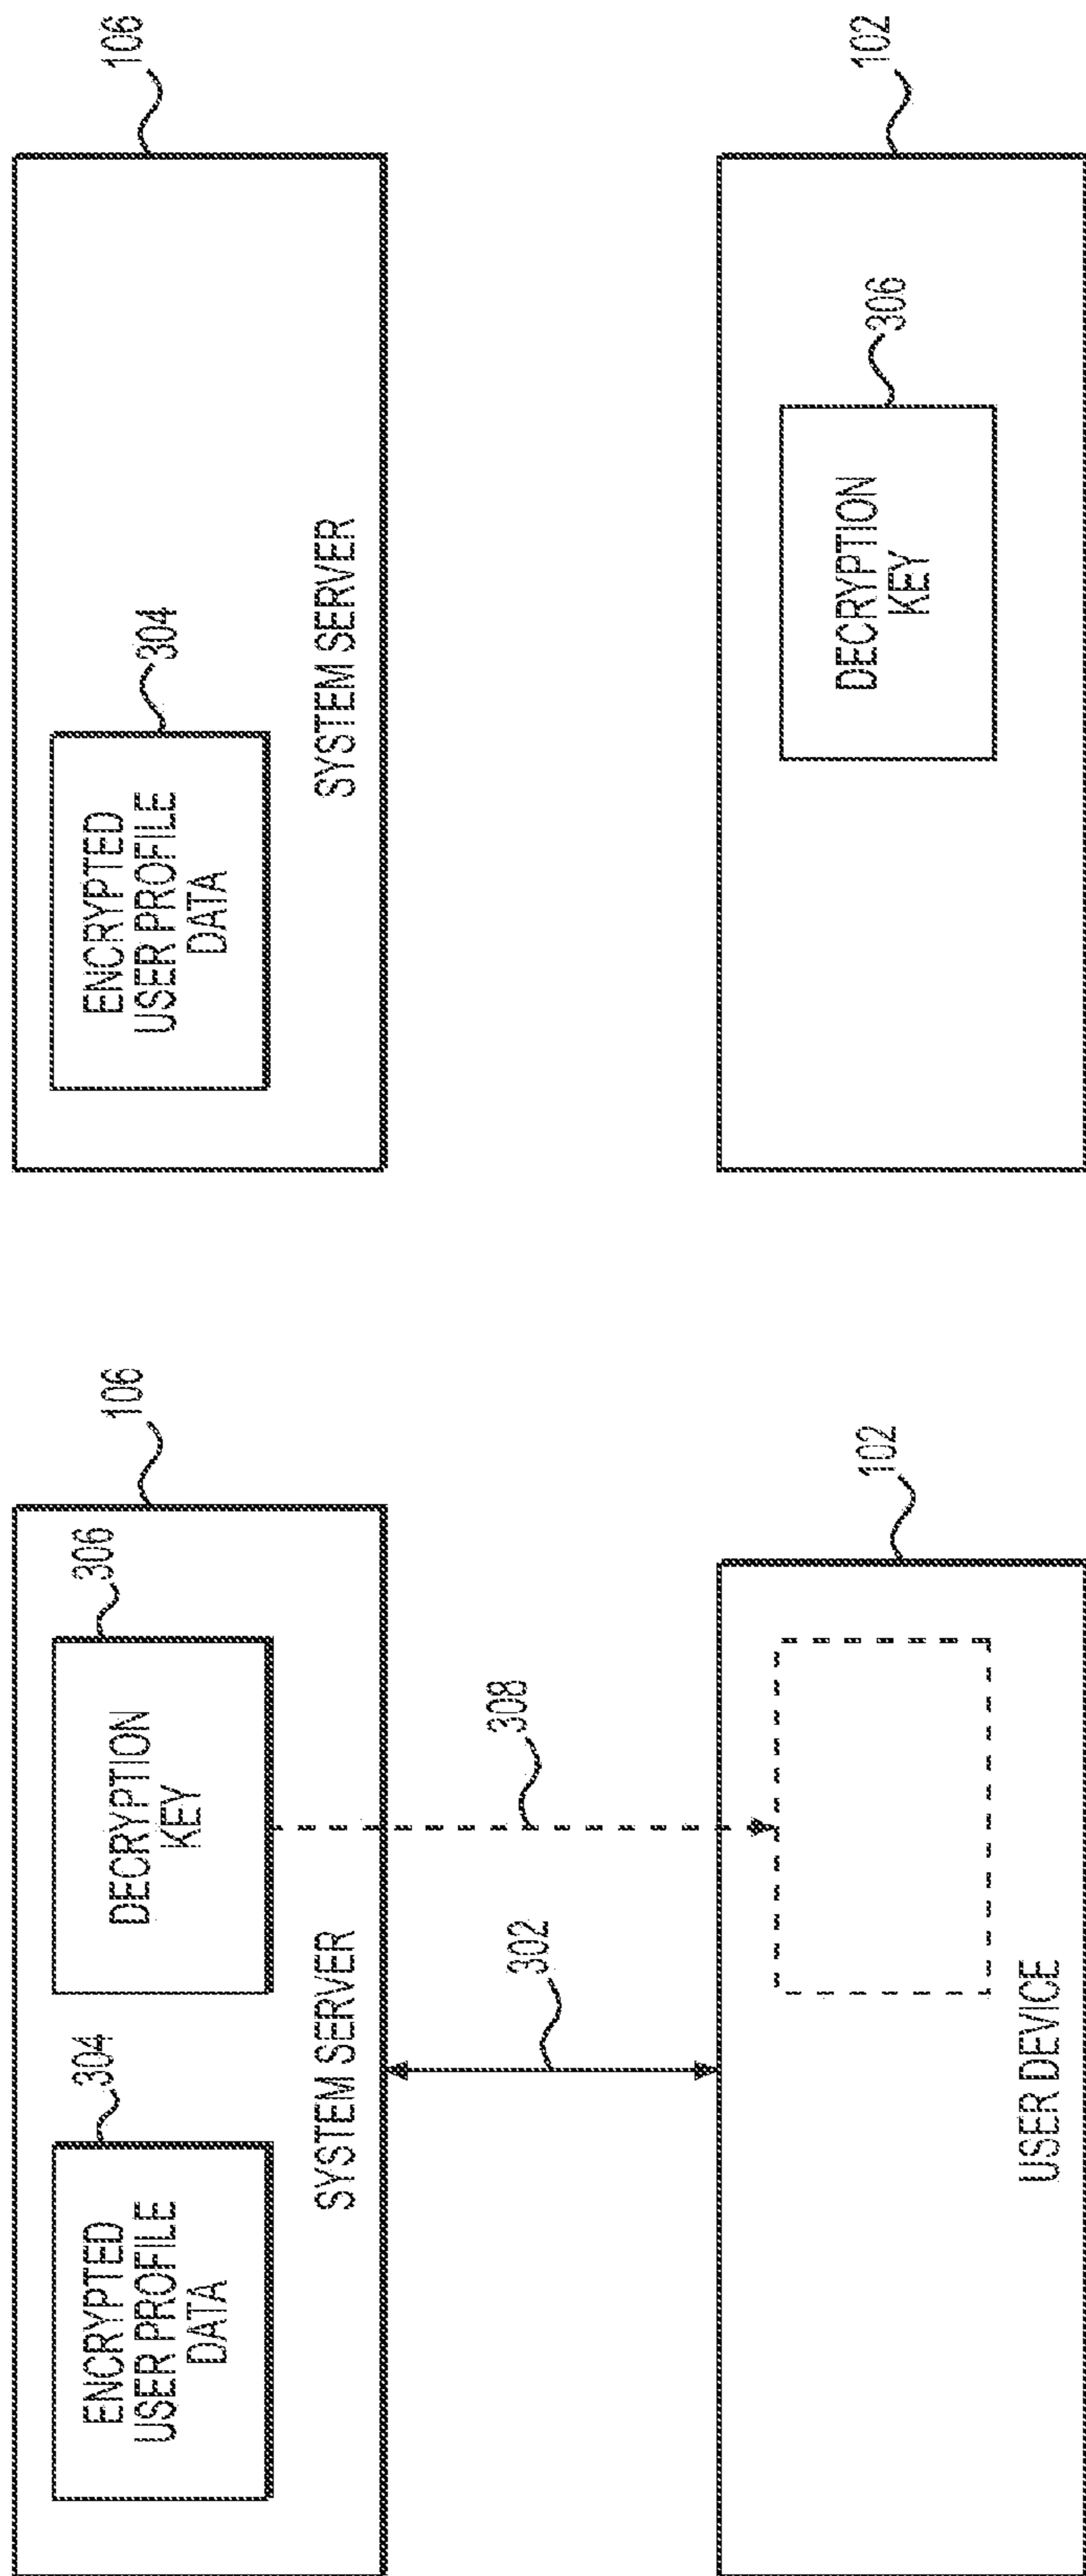 ENCRYPTED
USER PROFILE
DATA
304
DECRYPTION
KEY
306
SYSTEM SERVER
106
302
308
USER DEVICE
102
ENCRYPTED
USER PROFILE
DATA
304
SYSTEM SERVER
106
DECRYPTION
KEY
306
102